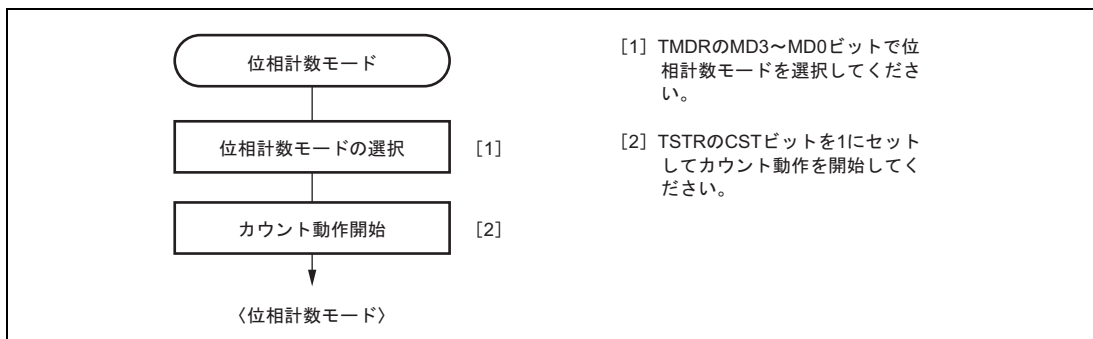 位相計数モード
位相計数モードの選択
[1]
カウント動作開始
[2]
〈位相計数モード〉
[1] TMDRのMD3～MD0ビットで位
相計数モードを選択してくださ
い。
[2] TSTRのCSTビットを1にセット
してカウント動作を開始してく
ださい。